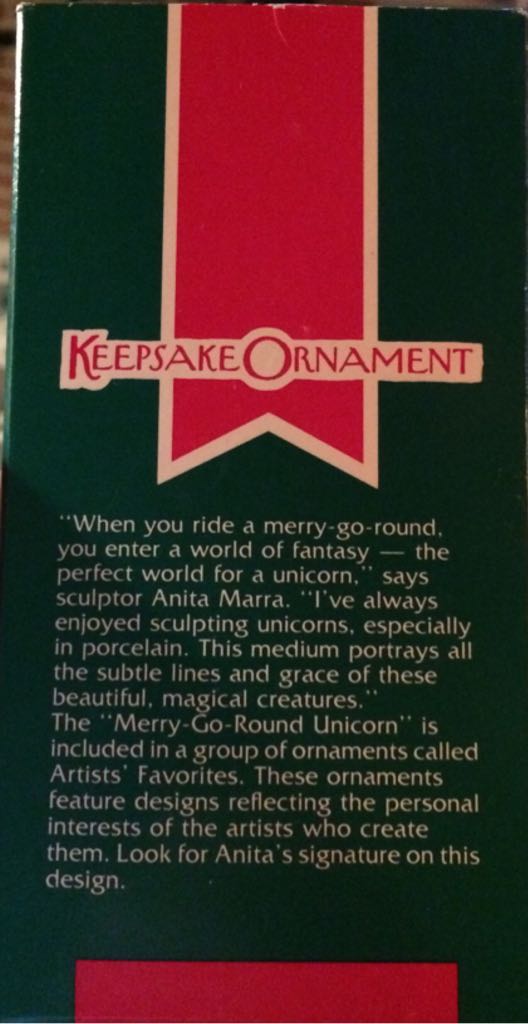 KEEPSAKE ORNAMENT
"When you ride a merry-go-round,
you enter a world of fantasy — the
perfect world for a unicorn," says
sculptor Anita Marra. "I've always
enjoyed sculpting unicorns, especially
in porcelain. This medium portrays all
the subtle lines and grace of these
beautiful, magical creatures."
The "Merry-Go-Round Unicorn" is
included in a group of ornaments called
Artists' Favorites. These ornaments
feature designs reflecting the personal
interests of the artists who create
them. Look for Anita's signature on this
design.